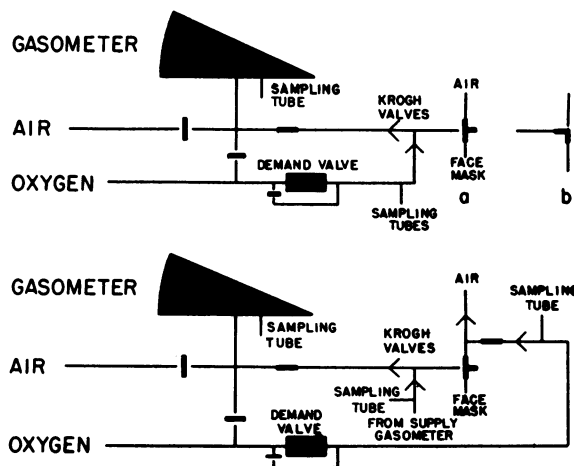 GASOMETER
SAMPLING
TUBE
AIR
KROGH
VALVES
AIR
FACE
MASK
a
b
OXYGEN
DEMAND VALVE
SAMPLING
TUBES
GASOMETER
SAMPLING
TUBE
AIR
SAMPLING
TUBE
AIR
KROGH
VALVES
SAMPLING
TUBE
FACE
MASK
FROM SUPPLY
GASOMETER
OXYGEN
DEMAND
VALVE